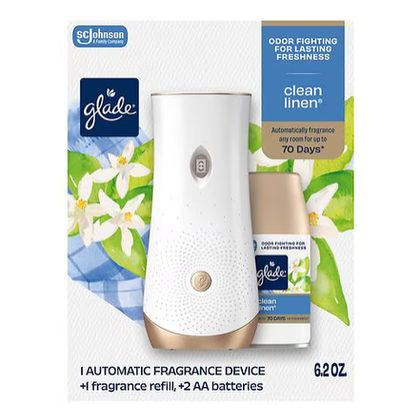 SC Johnson
A Family Company
ODOR FIGHTING
FOR LASTING
FRESHNESS
clean
linen®
Automatically fragrance
any room for up to
70 Days*
glade®
ODOR FIGHTING FOR
LASTING FRESHNESS
glade®
clean
linen®
70 DAYS
1 AUTOMATIC FRAGRANCE DEVICE
+1 fragrance refill, +2 AA batteries
6.2 OZ.